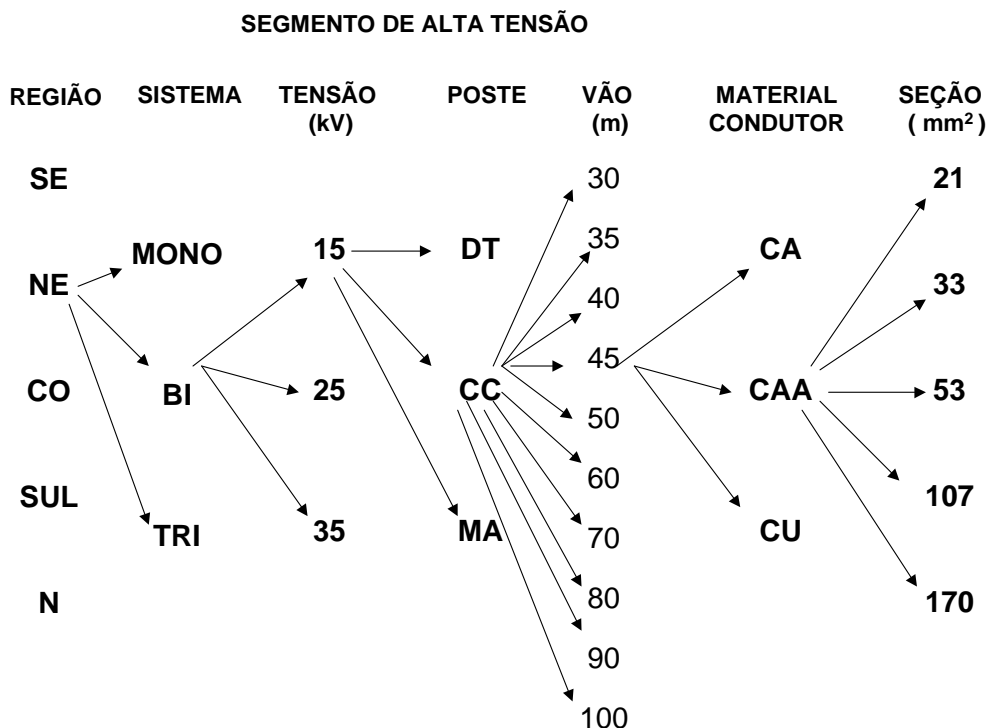 SEGMENTO DE ALTA TENSÃO
REGIÃO SISTEMA TENSÃO POSTE VÃO MATERIAL SEÇÃO
(kV) (m) CONDUTOR ( mm² )
SE 30 21
MONO 15 DT 35 CA
NE 40 33
45
CO BI 25 CC CAA 53
50
SUL 60 107
TRI 35 MA 70 CU
N 80 170
90
100